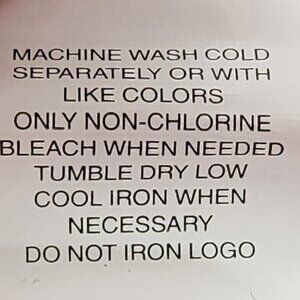 MACHINE WASH COLD
SEPARATELY OR WITH
LIKE COLORS
ONLY NON-CHLORINE
BLEACH WHEN NEEDED
TUMBLE DRY LOW
COOL IRON WHEN
NECESSARY
DO NOT IRON LOGO